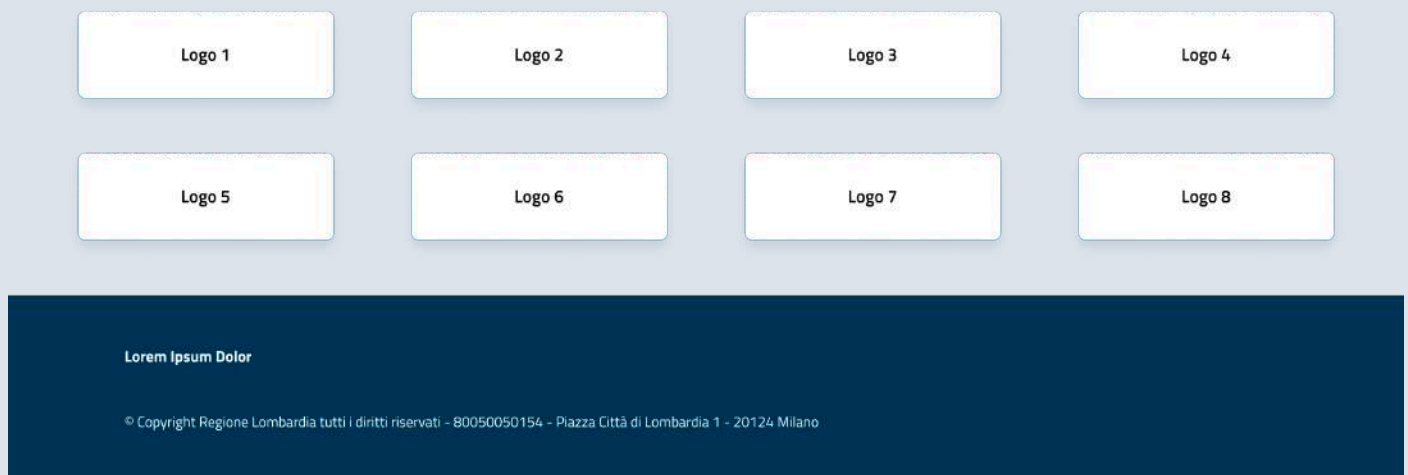 Logo 1
Logo 2
Logo 3
Logo 4
Logo 5
Logo 6
Logo 7
Logo 8
Lorem Ipsum Dolor
© Copyright Regione Lombardia tutti i diritti riservati - 80050050154 - Piazza Città di Lombardia 1 - 20124 Milano